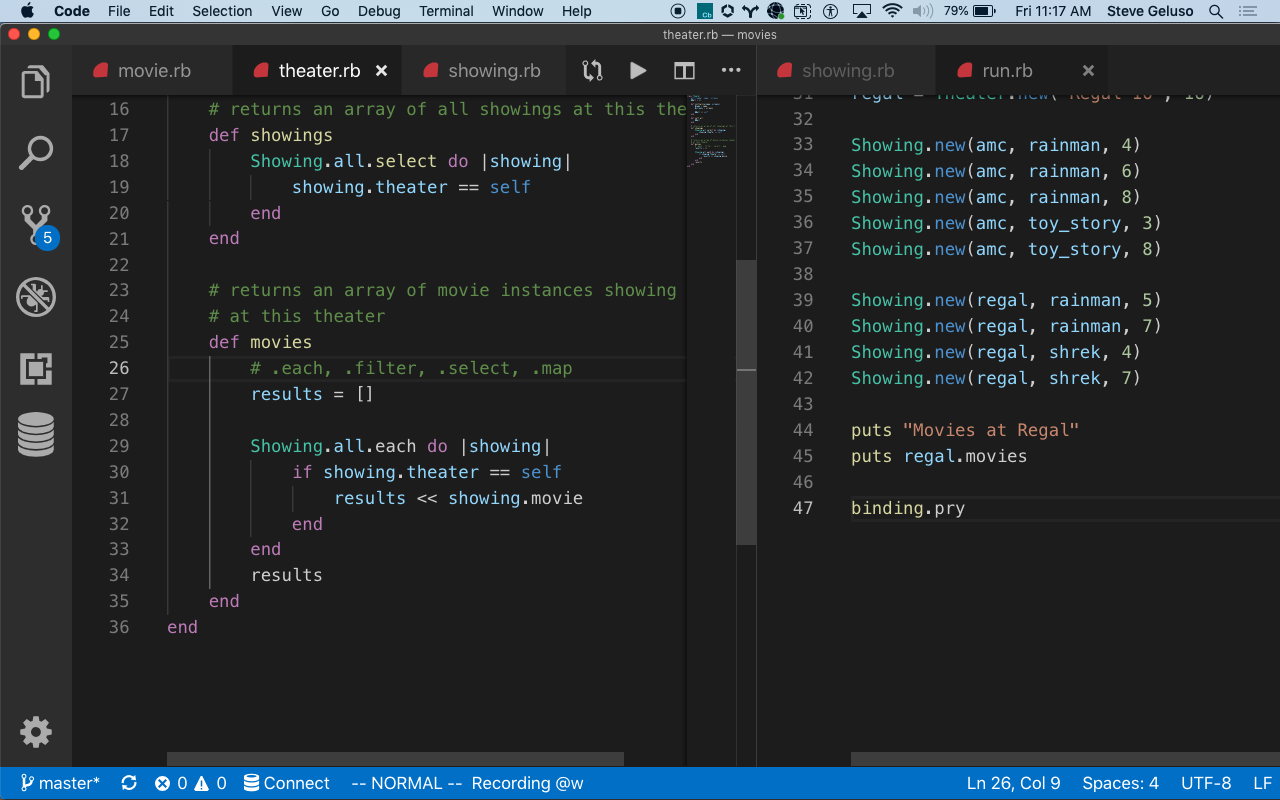 Code File Edit Selection View Go Debug Terminal Window Help 79% Fri 11:17 AM Steve Geluso
theater.rb — movies
movie.rb theater.rb × showing.rb ... showing.rb run.rb ×
16 # returns an array of all showings at this the
17 def showings
18 Showing.all.select do |showing|
19 showing.theater == self
20 end
21 end
22
23 # returns an array of movie instances showing
24 # at this theater
25 def movies
26 # .each, .filter, .select, .map
27 results = []
28
29 Showing.all.each do |showing|
30 if showing.theater == self
31 results << showing.movie
32 end
33 end
34 results
35 end
36 end
31 regal = Theater.new("Regal 16", 16)
32
33 Showing.new(amc, rainman, 4)
34 Showing.new(amc, rainman, 6)
35 Showing.new(amc, rainman, 8)
36 Showing.new(amc, toy_story, 3)
37 Showing.new(amc, toy_story, 8)
38
39 Showing.new(regal, rainman, 5)
40 Showing.new(regal, rainman, 7)
41 Showing.new(regal, shrek, 4)
42 Showing.new(regal, shrek, 7)
43
44 puts "Movies at Regal"
45 puts regal.movies
46
47 binding.pry
5
master* 0 0 Connect -- NORMAL -- Recording @w Ln 26, Col 9 Spaces: 4 UTF-8 LF